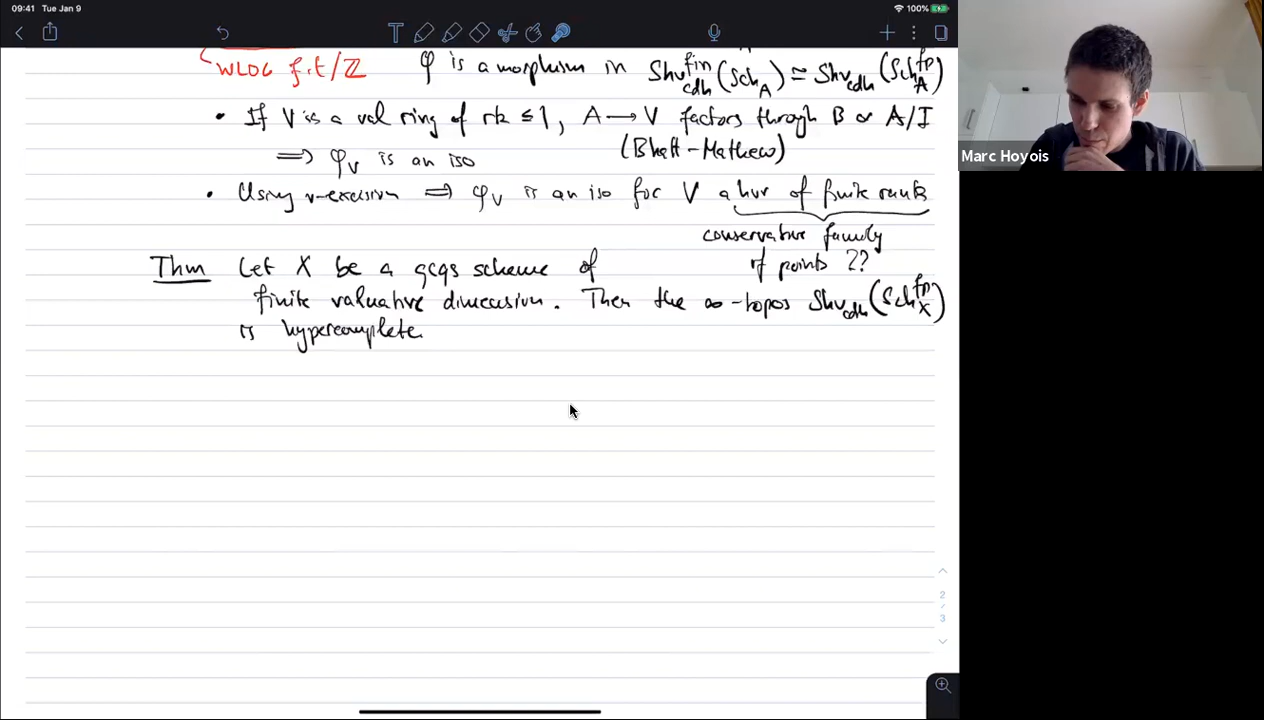 09:41 Tue Jan 9
100%
WLOG f.t/ℤ φ is a morphism in Shv^fin_cdh(Sch_A) ≃ Shv_cdh(Sch^fp_A)
• If V is a val ring of rk ≤ 1, A → V factors through B or A/I
⟹ φ_V is an iso (Bhatt-Mathew)
• Using v-excision ⟹ φ_V is an iso for V a hvr of finite rank
conservative family
of points ??
Thm Let X be a qcqs scheme of
finite valuative dimension. Then the ∞-topos Shv_cdh(Sch^fp_X)
is hypercomplete
Marc Hoyois
2
/
3